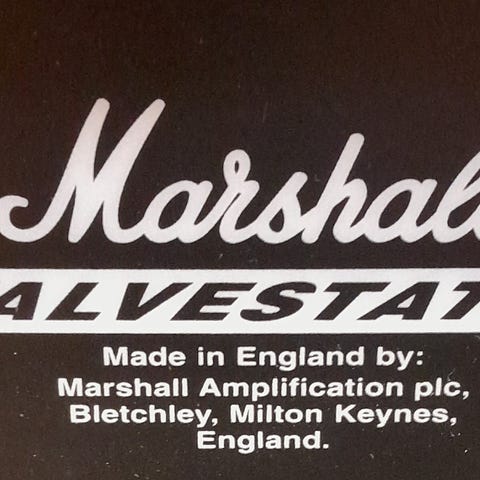 Marshall
ALVESTAT
Made in England by:
Marshall Amplification plc,
Bletchley, Milton Keynes,
England.